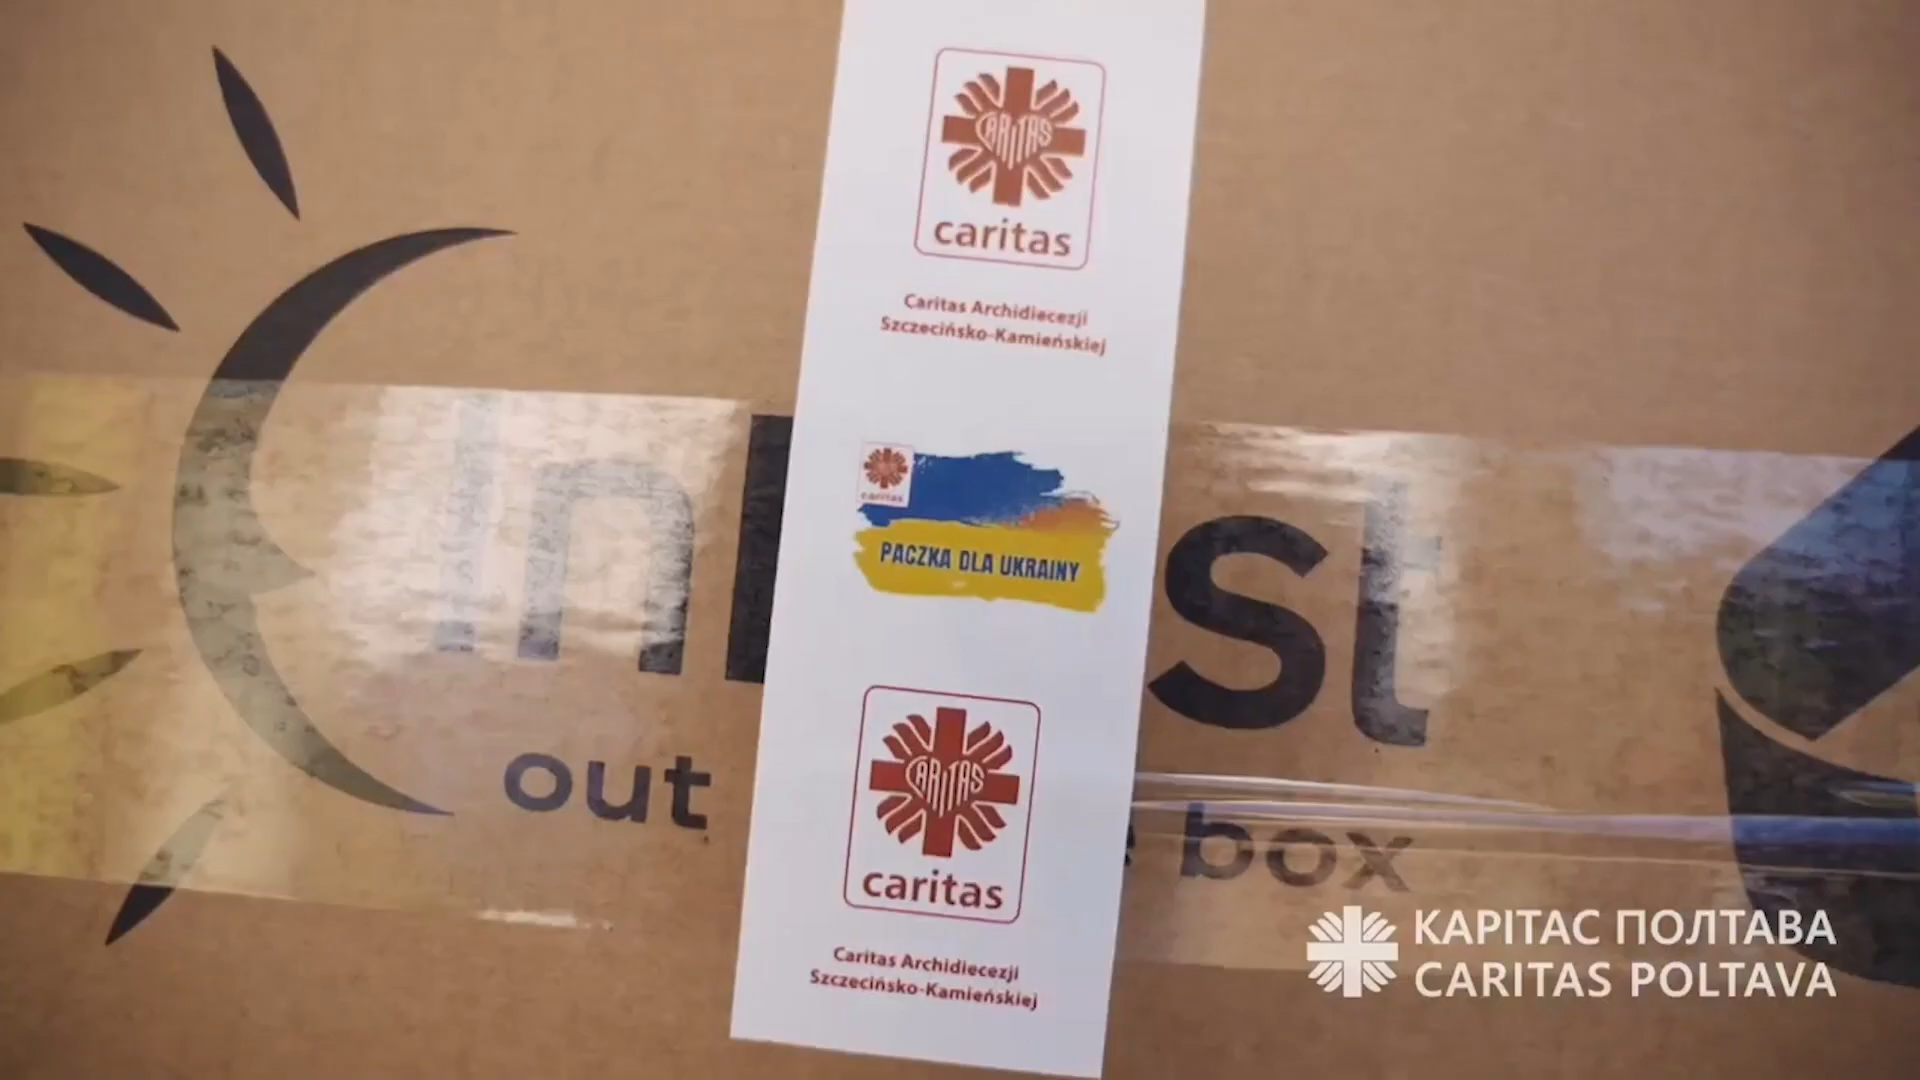 CARITAS
caritas
Caritas Archidiecezji
Szczecińsko-Kamieńskiej
caritas
PACZKA DLA UKRAINY
out
box
CARITAS
caritas
Caritas Archidiecezji
Szczecińsko-Kamieńskiej
КАРІТАС ПОЛТАВА
CARITAS POLTAVA